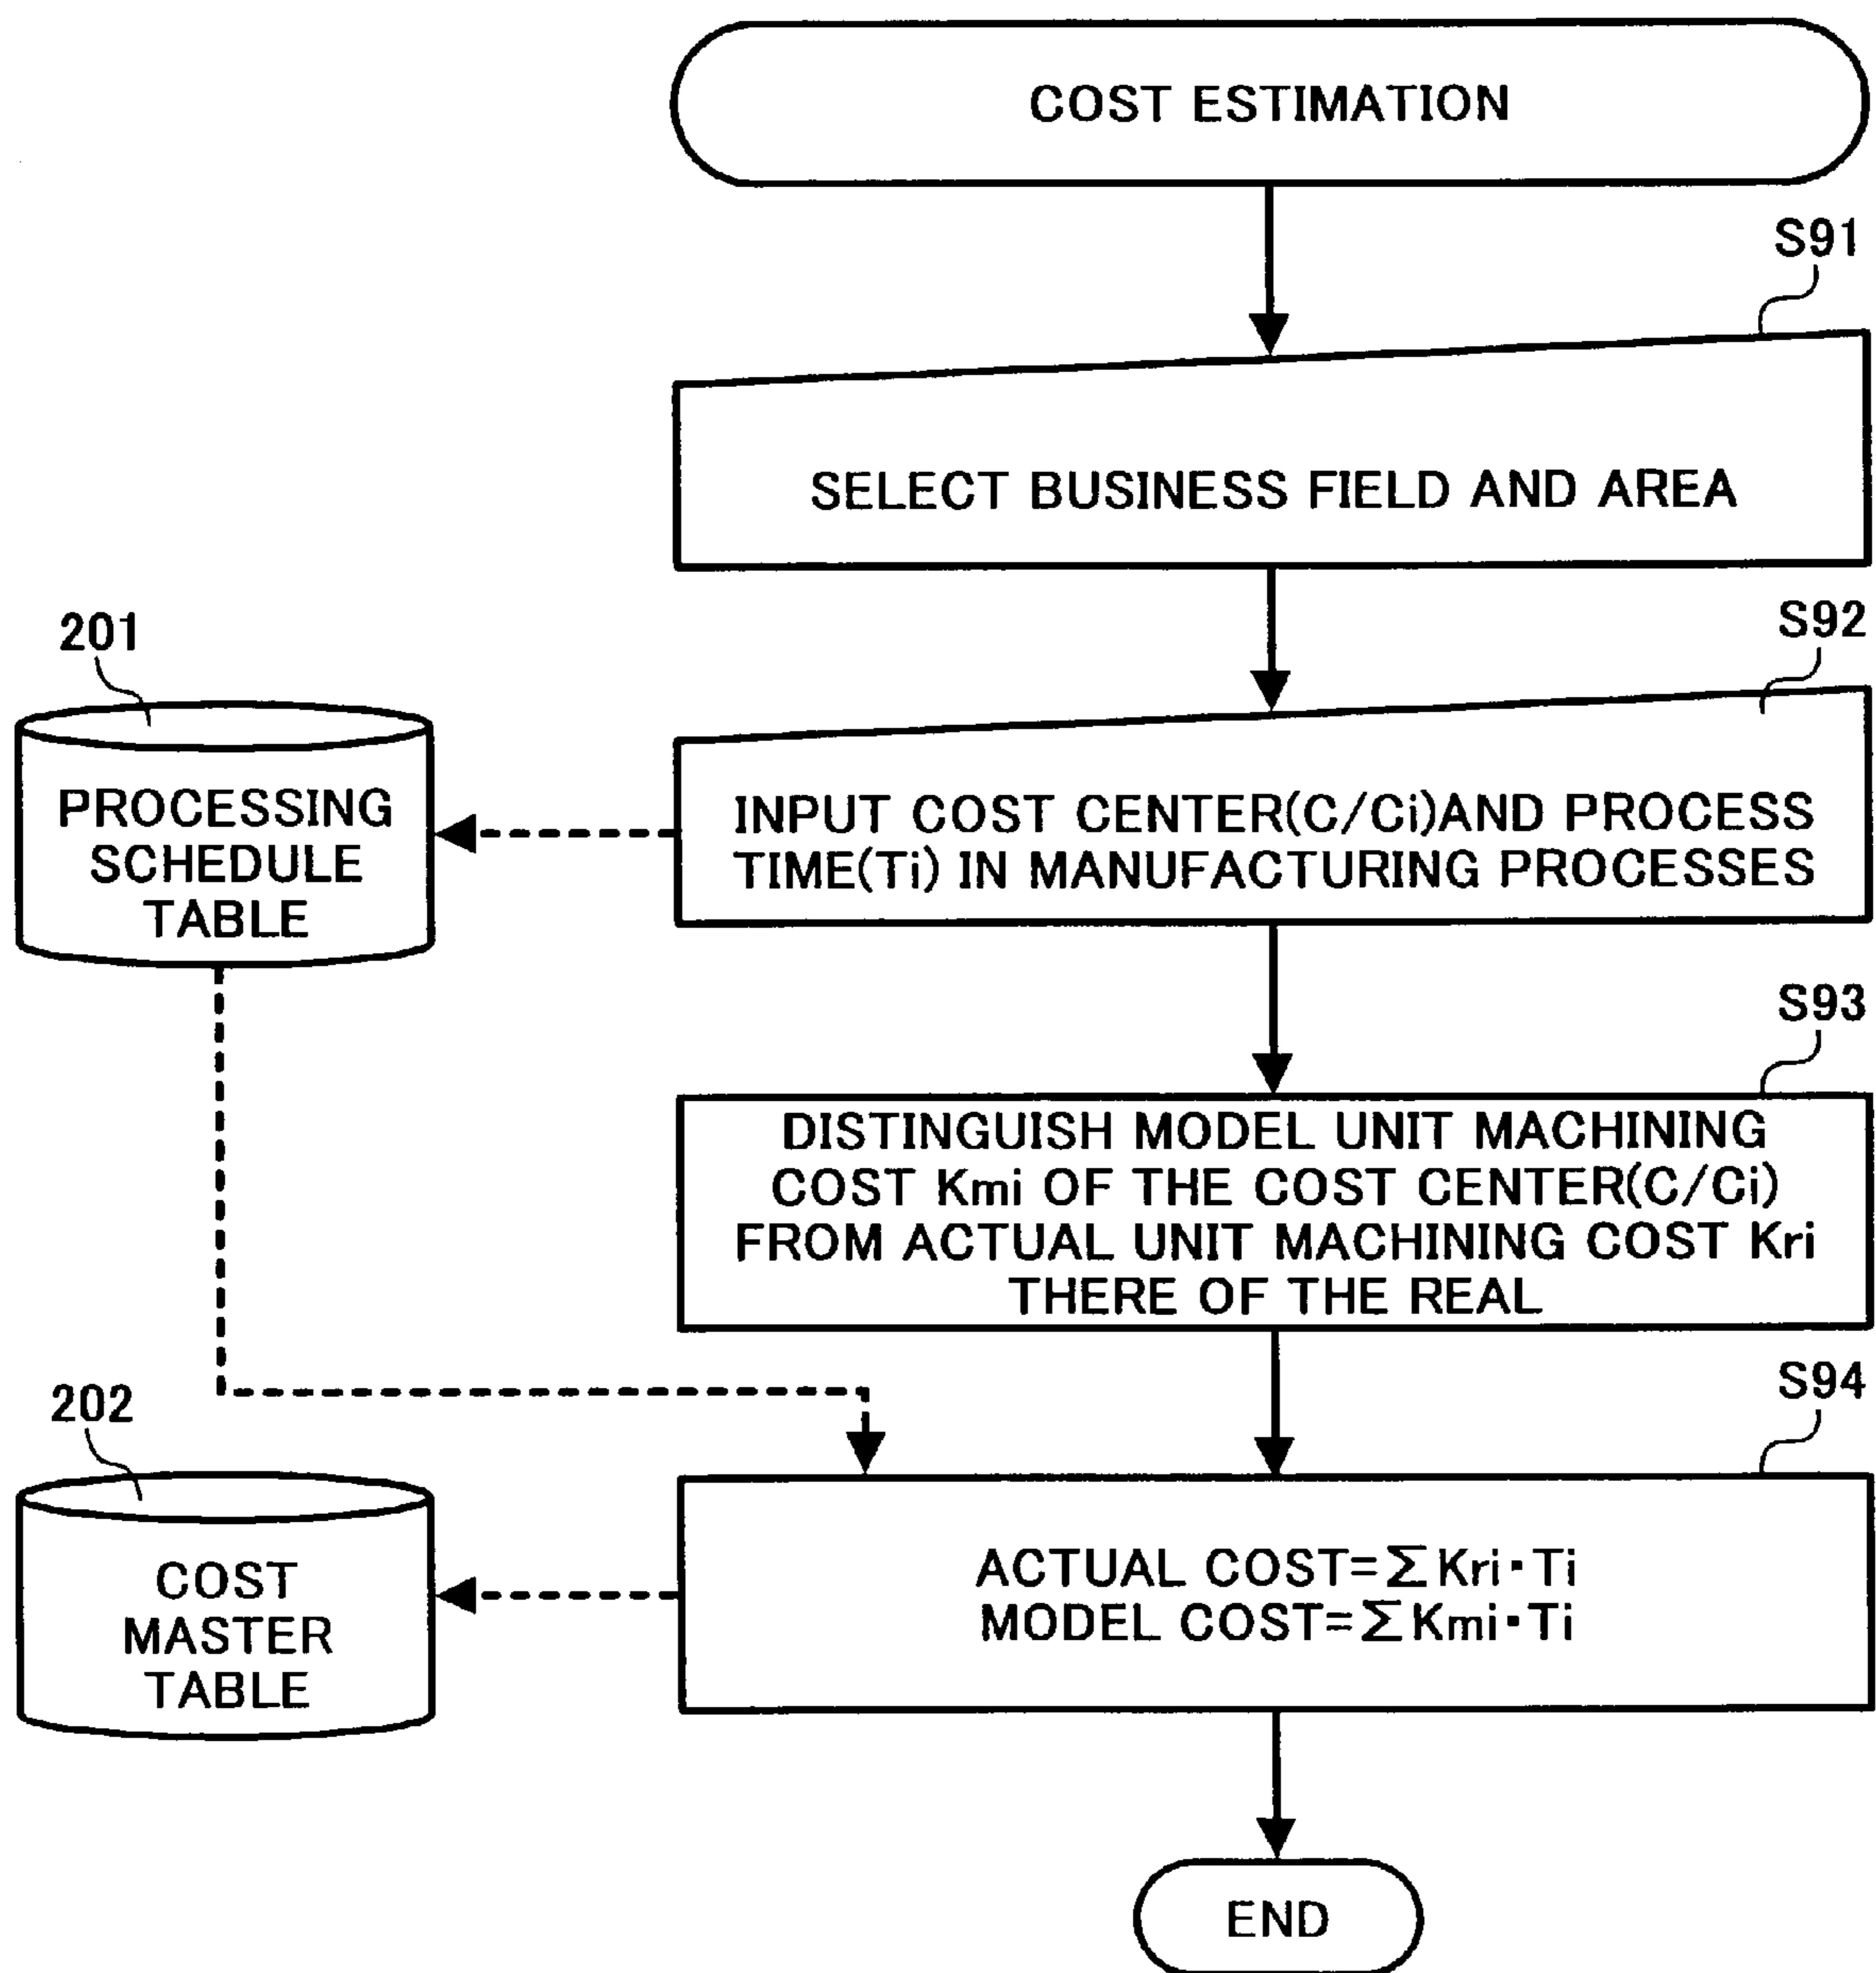 COST ESTIMATION
S91
SELECT BUSINESS FIELD AND AREA
S92
INPUT COST CENTER(C/Ci)AND PROCESS
TIME(Ti) IN MANUFACTURING PROCESSES
201
PROCESSING
SCHEDULE
TABLE
S93
DISTINGUISH MODEL UNIT MACHINING
COST Kmi OF THE COST CENTER(C/Ci)
FROM ACTUAL UNIT MACHINING COST Kri
THERE OF THE REAL
S94
ACTUAL COST=∑Kri・Ti
MODEL COST=∑Kmi・Ti
202
COST
MASTER
TABLE
END